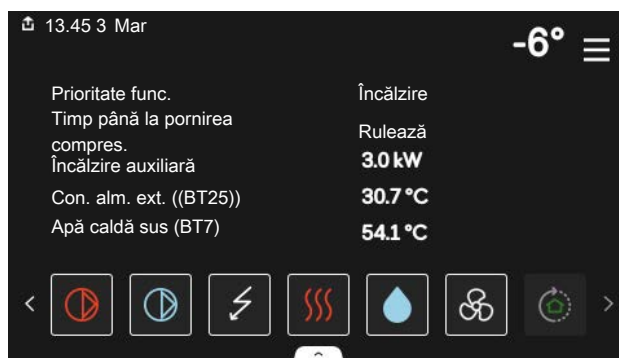 13.45 3 Mar
-6°
Prioritate func. Încălzire
Timp până la pornirea
compres. Rulează
Încălzire auxiliară 3.0 kW
Con. alm. ext. ((BT25)) 30.7 °C
Apă caldă sus (BT7) 54.1 °C